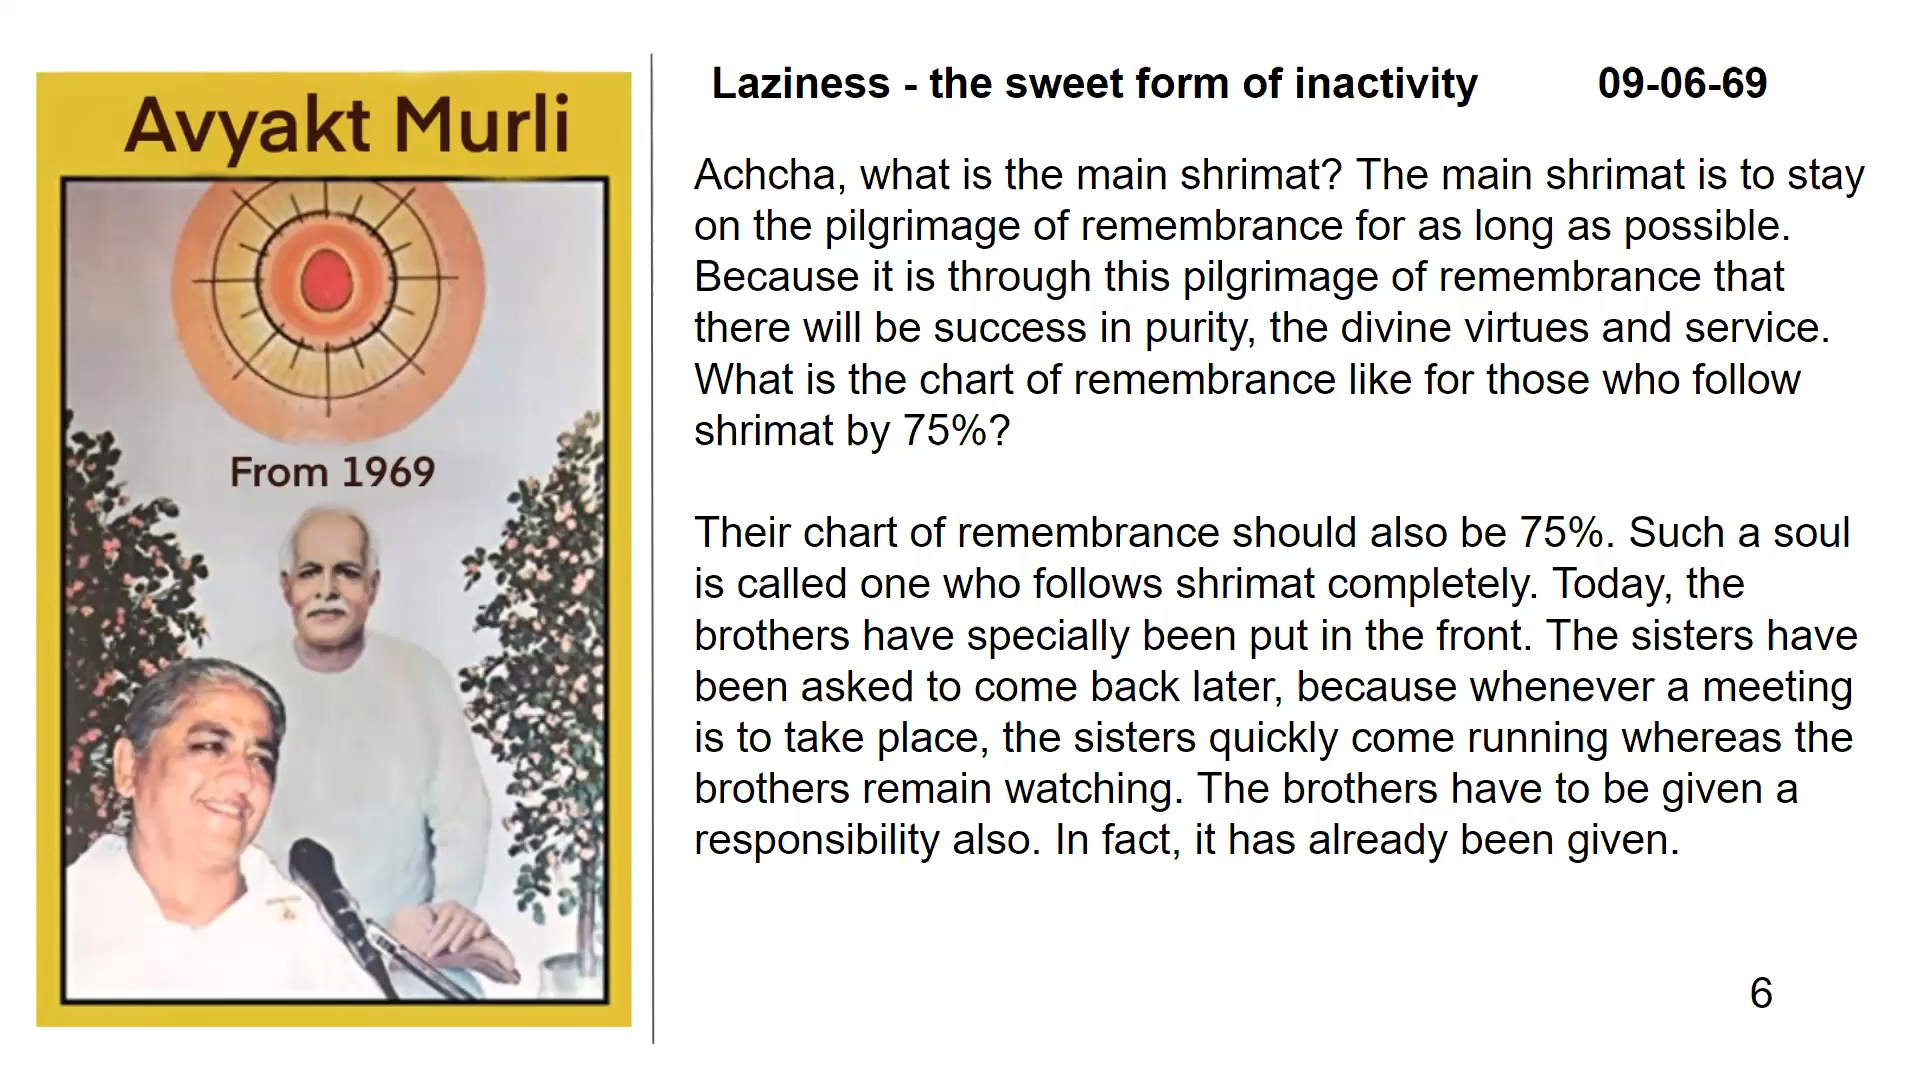 Avyakt Murli
From 1969
Laziness - the sweet form of inactivity 09-06-69
Achcha, what is the main shrimat? The main shrimat is to stay
on the pilgrimage of remembrance for as long as possible.
Because it is through this pilgrimage of remembrance that
there will be success in purity, the divine virtues and service.
What is the chart of remembrance like for those who follow
shrimat by 75%?
Their chart of remembrance should also be 75%. Such a soul
is called one who follows shrimat completely. Today, the
brothers have specially been put in the front. The sisters have
been asked to come back later, because whenever a meeting
is to take place, the sisters quickly come running whereas the
brothers remain watching. The brothers have to be given a
responsibility also. In fact, it has already been given.
6